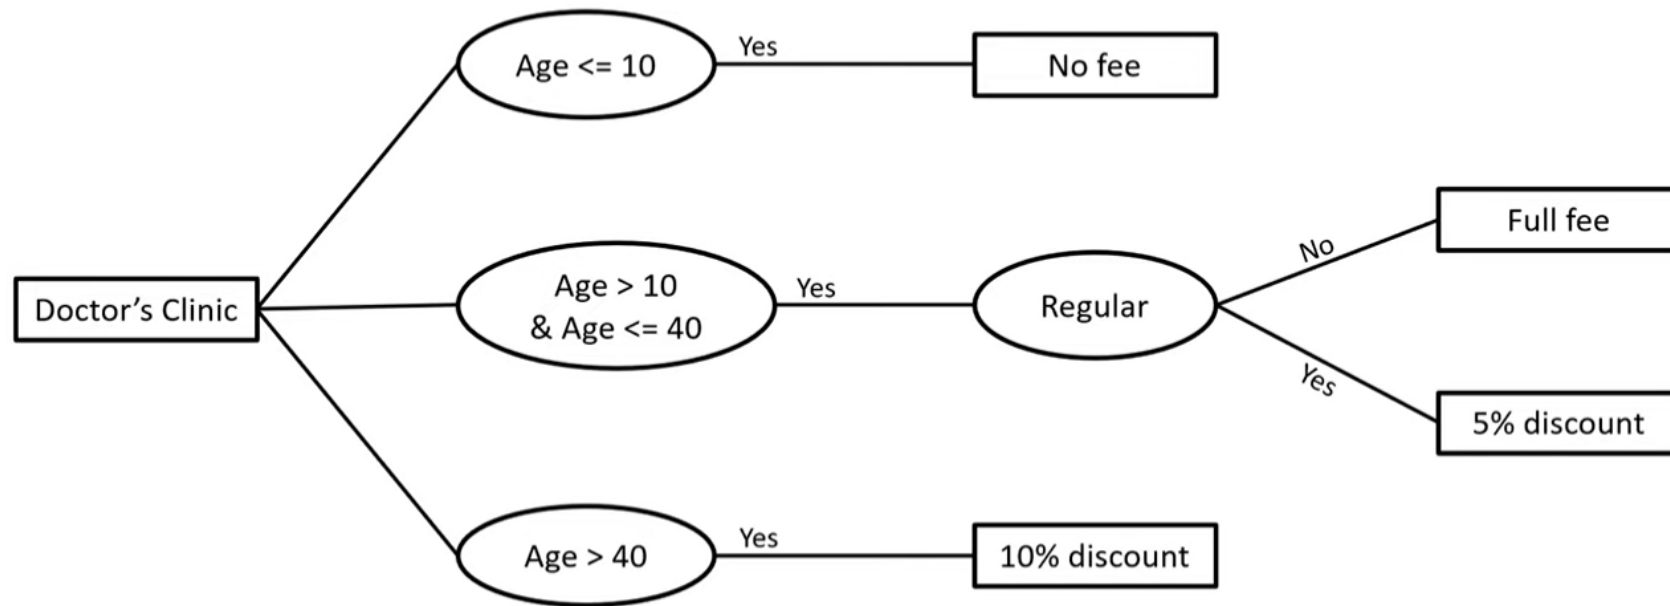 Age <= 10
Yes
No fee
Doctor’s Clinic
Age > 10
& Age <= 40
Yes
Regular
No
Full fee
Yes
5% discount
Age > 40
Yes
10% discount